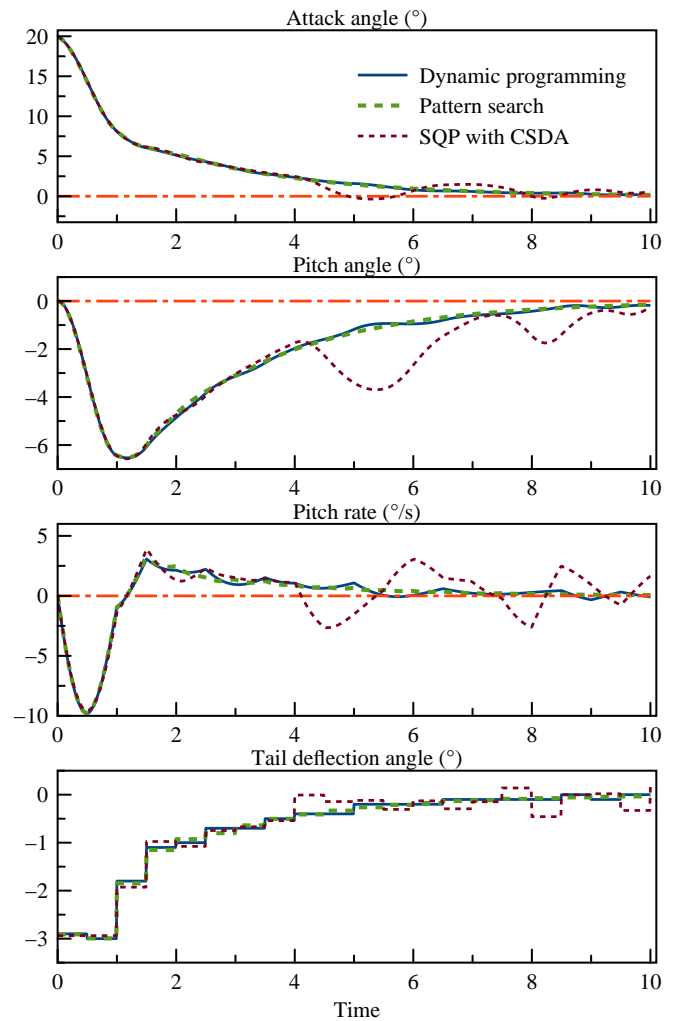 Attack angle (°)
20
15
10
5
0
Dynamic programming
Pattern search
SQP with CSDA
0 2 4 6 8 10
Pitch angle (°)
0
−2
−4
−6
0 2 4 6 8 10
Pitch rate (°/s)
5
0
−5
−10
0 2 4 6 8 10
Tail deflection angle (°)
0
−1
−2
−3
0 2 4 6 8 10
Time